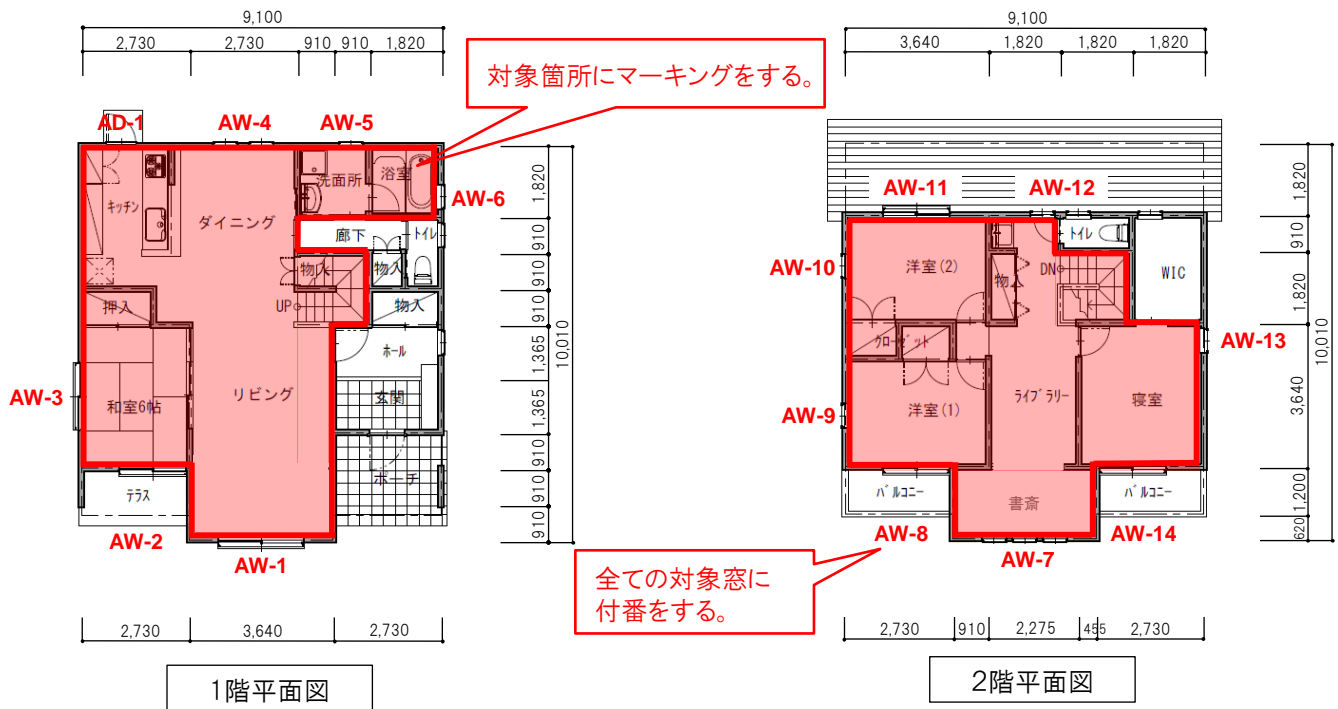 9,100
2,730
2,730
910
910
1,820
対象箇所にマーキングをする。
AD-1
AW-4
AW-5
AW-6
キッチン
ダイニング
洗面所
浴室
廊下
トイレ
物入
物入
物入
押入
UP
ホール
AW-3
和室6帖
リビング
玄関
ポーチ
テラス
AW-2
AW-1
1,820
910
910
910
1,365
1,365
910
910
910
10,010
2,730
3,640
2,730
1階平面図
9,100
3,640
1,820
1,820
1,820
AW-11
AW-12
AW-10
洋室(2)
物入
トイレ
DN
WIC
クローゼット
AW-13
AW-9
洋室(1)
ライブラリー
寝室
バルコニー
書斎
バルコニー
AW-8
AW-7
AW-14
全ての対象窓に
付番をする。
1,820
910
1,820
3,640
1,200
620
10,010
2,730
910
2,275
455
2,730
2階平面図